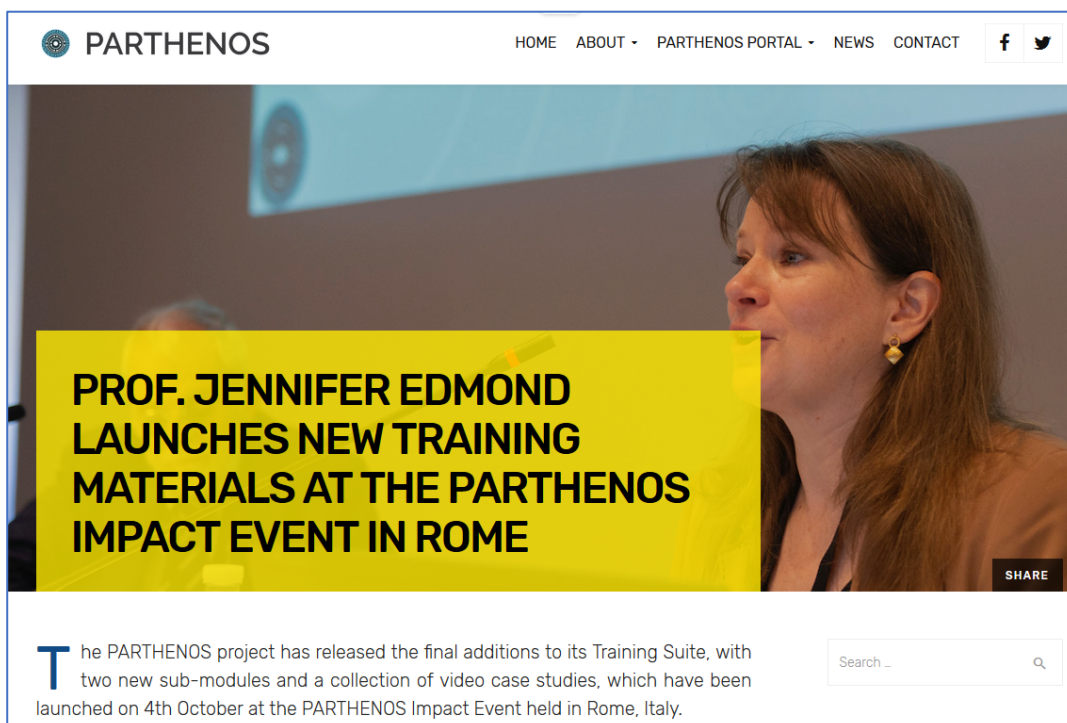 PARTHENOS
HOME ABOUT PARTHENOS PORTAL NEWS CONTACT
PROF. JENNIFER EDMOND
LAUNCHES NEW TRAINING
MATERIALS AT THE PARTHENOS
IMPACT EVENT IN ROME
SHARE
The PARTHENOS project has released the final additions to its Training Suite, with
two new sub-modules and a collection of video case studies, which have been
launched on 4th October at the PARTHENOS Impact Event held in Rome, Italy.
Search ...